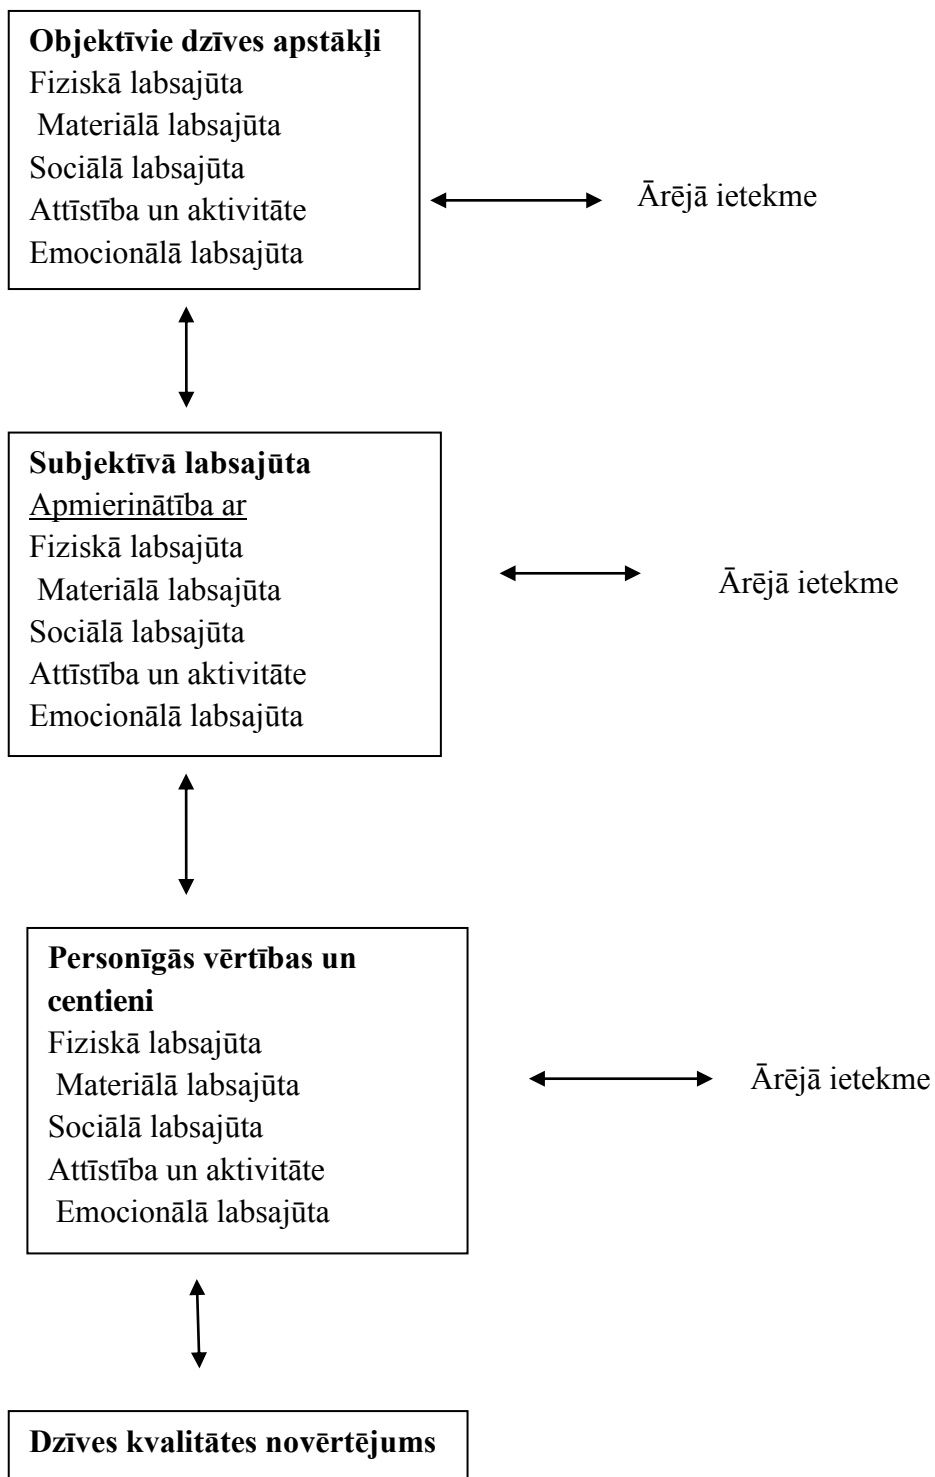 Objektīvie dzīves apstākļi
Fiziskā labsajūta
Materiālā labsajūta
Sociālā labsajūta
Attīstība un aktivitāte
Emocionālā labsajūta
Ārējā ietekme
Subjektīvā labsajūta
Apmierinātība ar
Fiziskā labsajūta
Materiālā labsajūta
Sociālā labsajūta
Attīstība un aktivitāte
Emocionālā labsajūta
Ārējā ietekme
Personīgās vērtības un
centieni
Fiziskā labsajūta
Materiālā labsajūta
Sociālā labsajūta
Attīstība un aktivitāte
Emocionālā labsajūta
Ārējā ietekme
Dzīves kvalitātes novērtējums